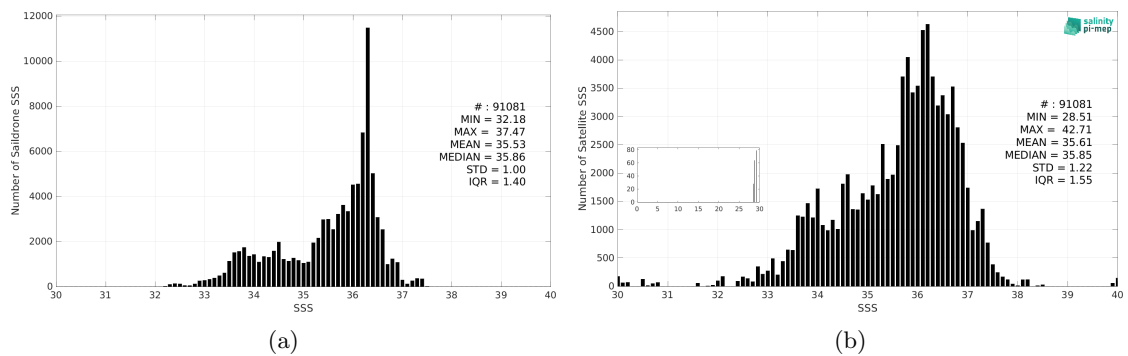 12000
10000
8000
6000
4000
2000
0
Number of Saildrone SSS
# : 91081
MIN = 32.18
MAX = 37.47
MEAN = 35.53
MEDIAN = 35.86
STD = 1.00
IQR = 1.40
30 31 32 33 34 35 36 37 38 39 40
SSS
(a)
salinity
pi-mep
4500
4000
3500
3000
2500
2000
1500
1000
500
0
Number of Satellite SSS
# : 91081
MIN = 28.51
MAX = 42.71
MEAN = 35.61
MEDIAN = 35.85
STD = 1.22
IQR = 1.55
80
60
40
20
0
0 5 10 15 20 25 30
30 31 32 33 34 35 36 37 38 39 40
SSS
(b)